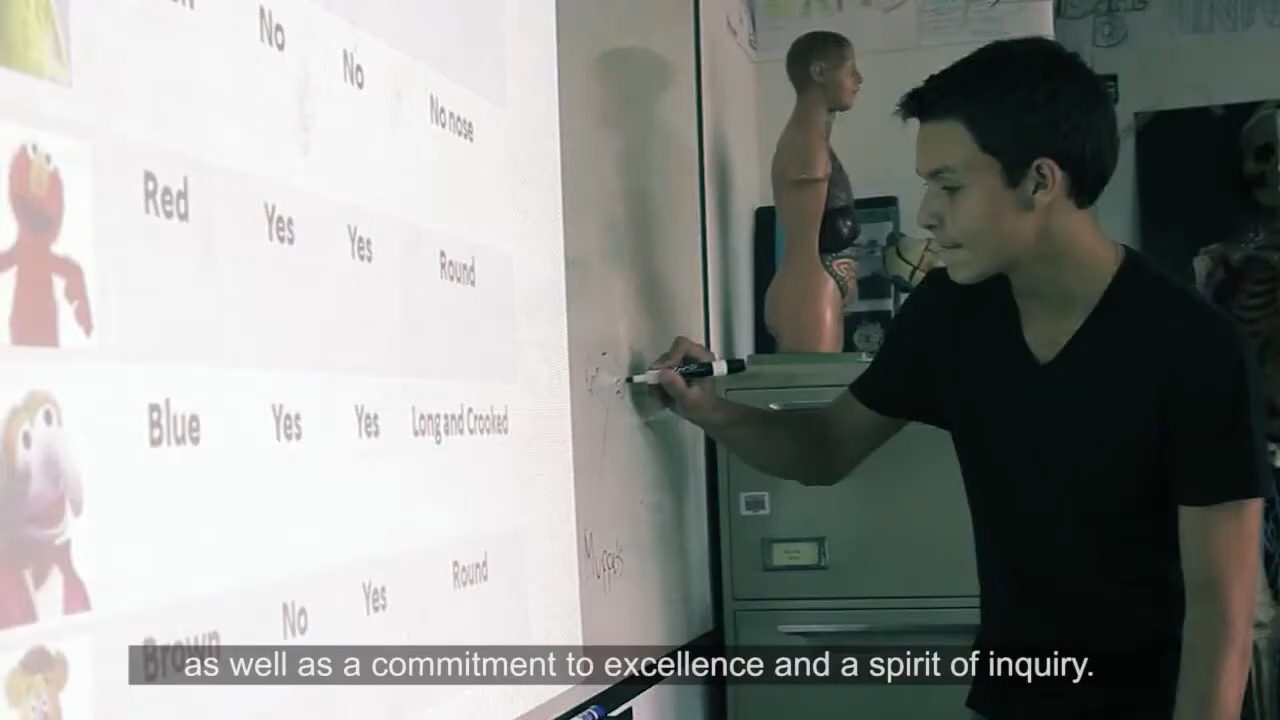 No
No
No nose
Red
Yes
Yes
Round
Blue
Yes
Yes
Long and Crooked
Brown
No
Yes
Round
Muppets
as well as a commitment to excellence and a spirit of inquiry.